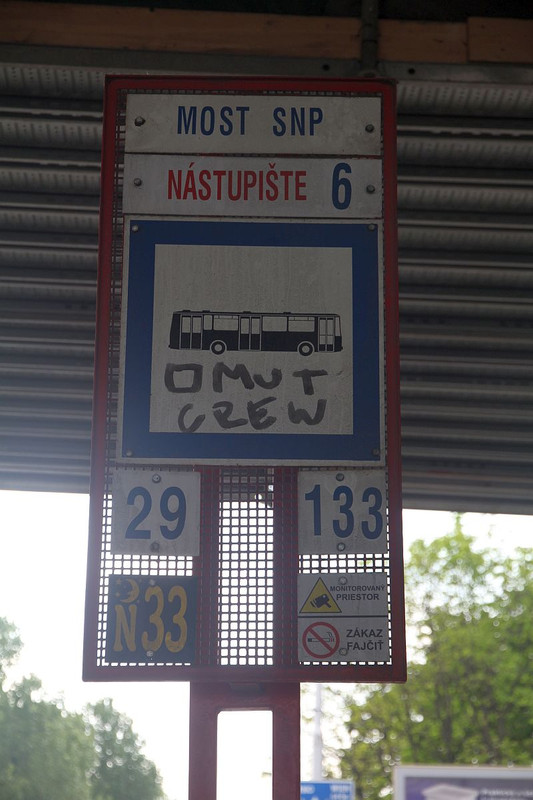 MOST SNP
NÁSTUPIŠTE 6
OMUT
CREW
29
133
N33
MONITOROVANÝ
PRIESTOR
ZÁKAZ
FAJČIŤ